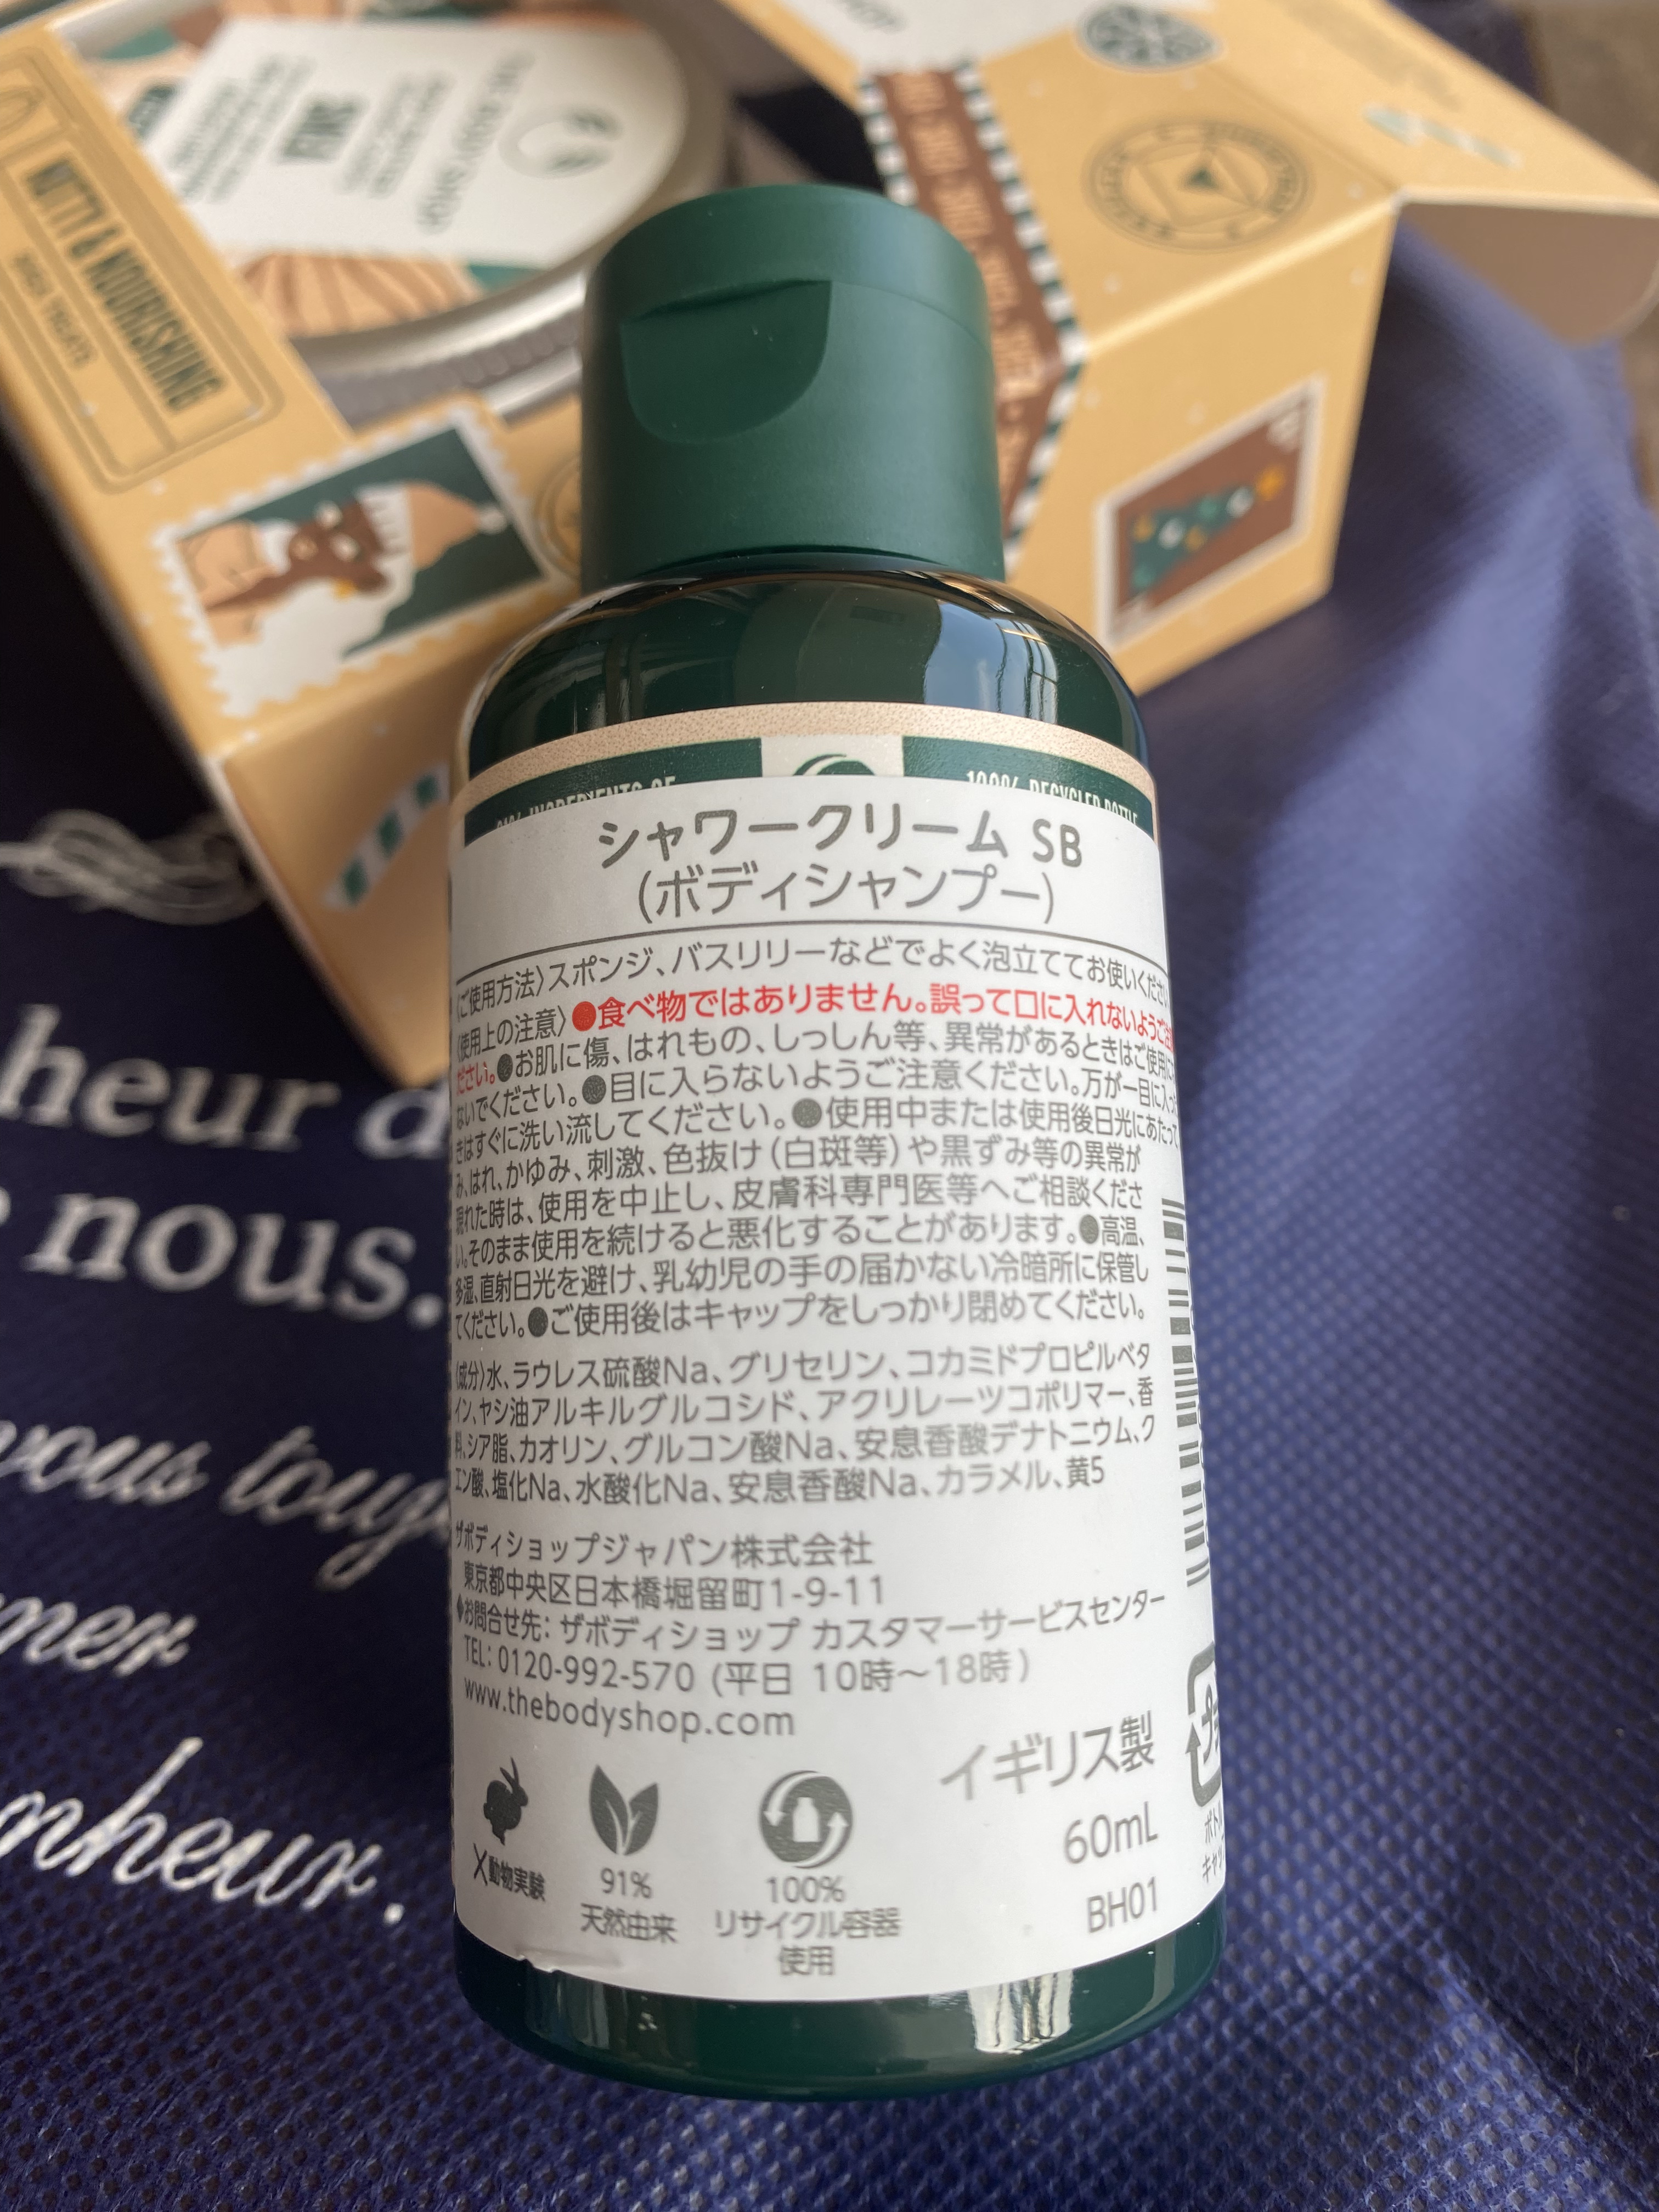 THE BODY SHOP
SHEA
NUTTY & NOURISHING
SHEA TREATS
100% RECYCLED BOTTLE
シャワークリーム SB
(ボディシャンプー)
〈ご使用方法〉スポンジ、バスリリーなどでよく泡立ててお使いください
〈使用上の注意〉●食べ物ではありません。誤って口に入れないようご注
ださい。●お肌に傷、はれもの、しっしん等、異常があるときはご使用に
ないでください。●目に入らないようご注意ください。万が一目に入っ
きはすぐに洗い流してください。●使用中または使用後日光にあたって
み、はれ、かゆみ、刺激、色抜け(白斑等)や黒ずみ等の異常が
現れた時は、使用を中止し、皮膚科専門医等へご相談くださ
い。そのまま使用を続けると悪化することがあります。●高温、
多湿、直射日光を避け、乳幼児の手の届かない冷暗所に保管し
てください。●ご使用後はキャップをしっかり閉めてください。
〈成分〉水、ラウレス硫酸Na、グリセリン、コカミドプロピルベタ
イン、ヤシ油アルキルグルコシド、アクリレーツコポリマー、香
料、シア脂、カオリン、グルコン酸Na、安息香酸デナトニウム、ク
エン酸、塩化Na、水酸化Na、安息香酸Na、カラメル、黄5
ザボディショップジャパン株式会社
東京都中央区日本橋堀留町1-9-11
◆お問合せ先: ザボディショップ カスタマーサービスセンター
TEL: 0120-992-570 (平日 10時〜18時)
www.thebodyshop.com
イギリス製
60mL
BH01
×動物実験
91%
天然由来
100%
リサイクル容器
使用
heur d
nous.
vous
nheur.